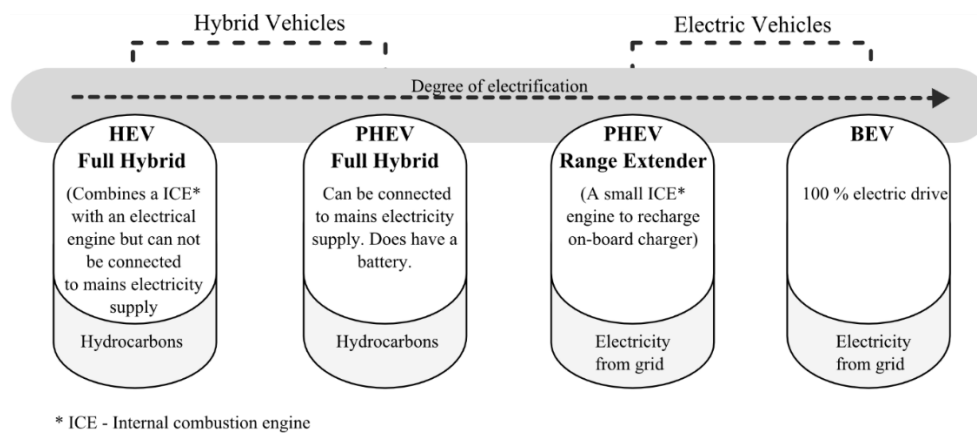 Hybrid Vehicles
Electric Vehicles
Degree of electrification
HEV
Full Hybrid
(Combines a ICE*
with an electrical
engine but can not
be connected
to mains electricity
supply
Hydrocarbons
PHEV
Full Hybrid
Can be connected
to mains electricity
supply. Does have a
battery.
Hydrocarbons
PHEV
Range Extender
(A small ICE*
engine to recharge
on-board charger)
Electricity
from grid
BEV
100 % electric drive
Electricity
from grid
* ICE - Internal combustion engine